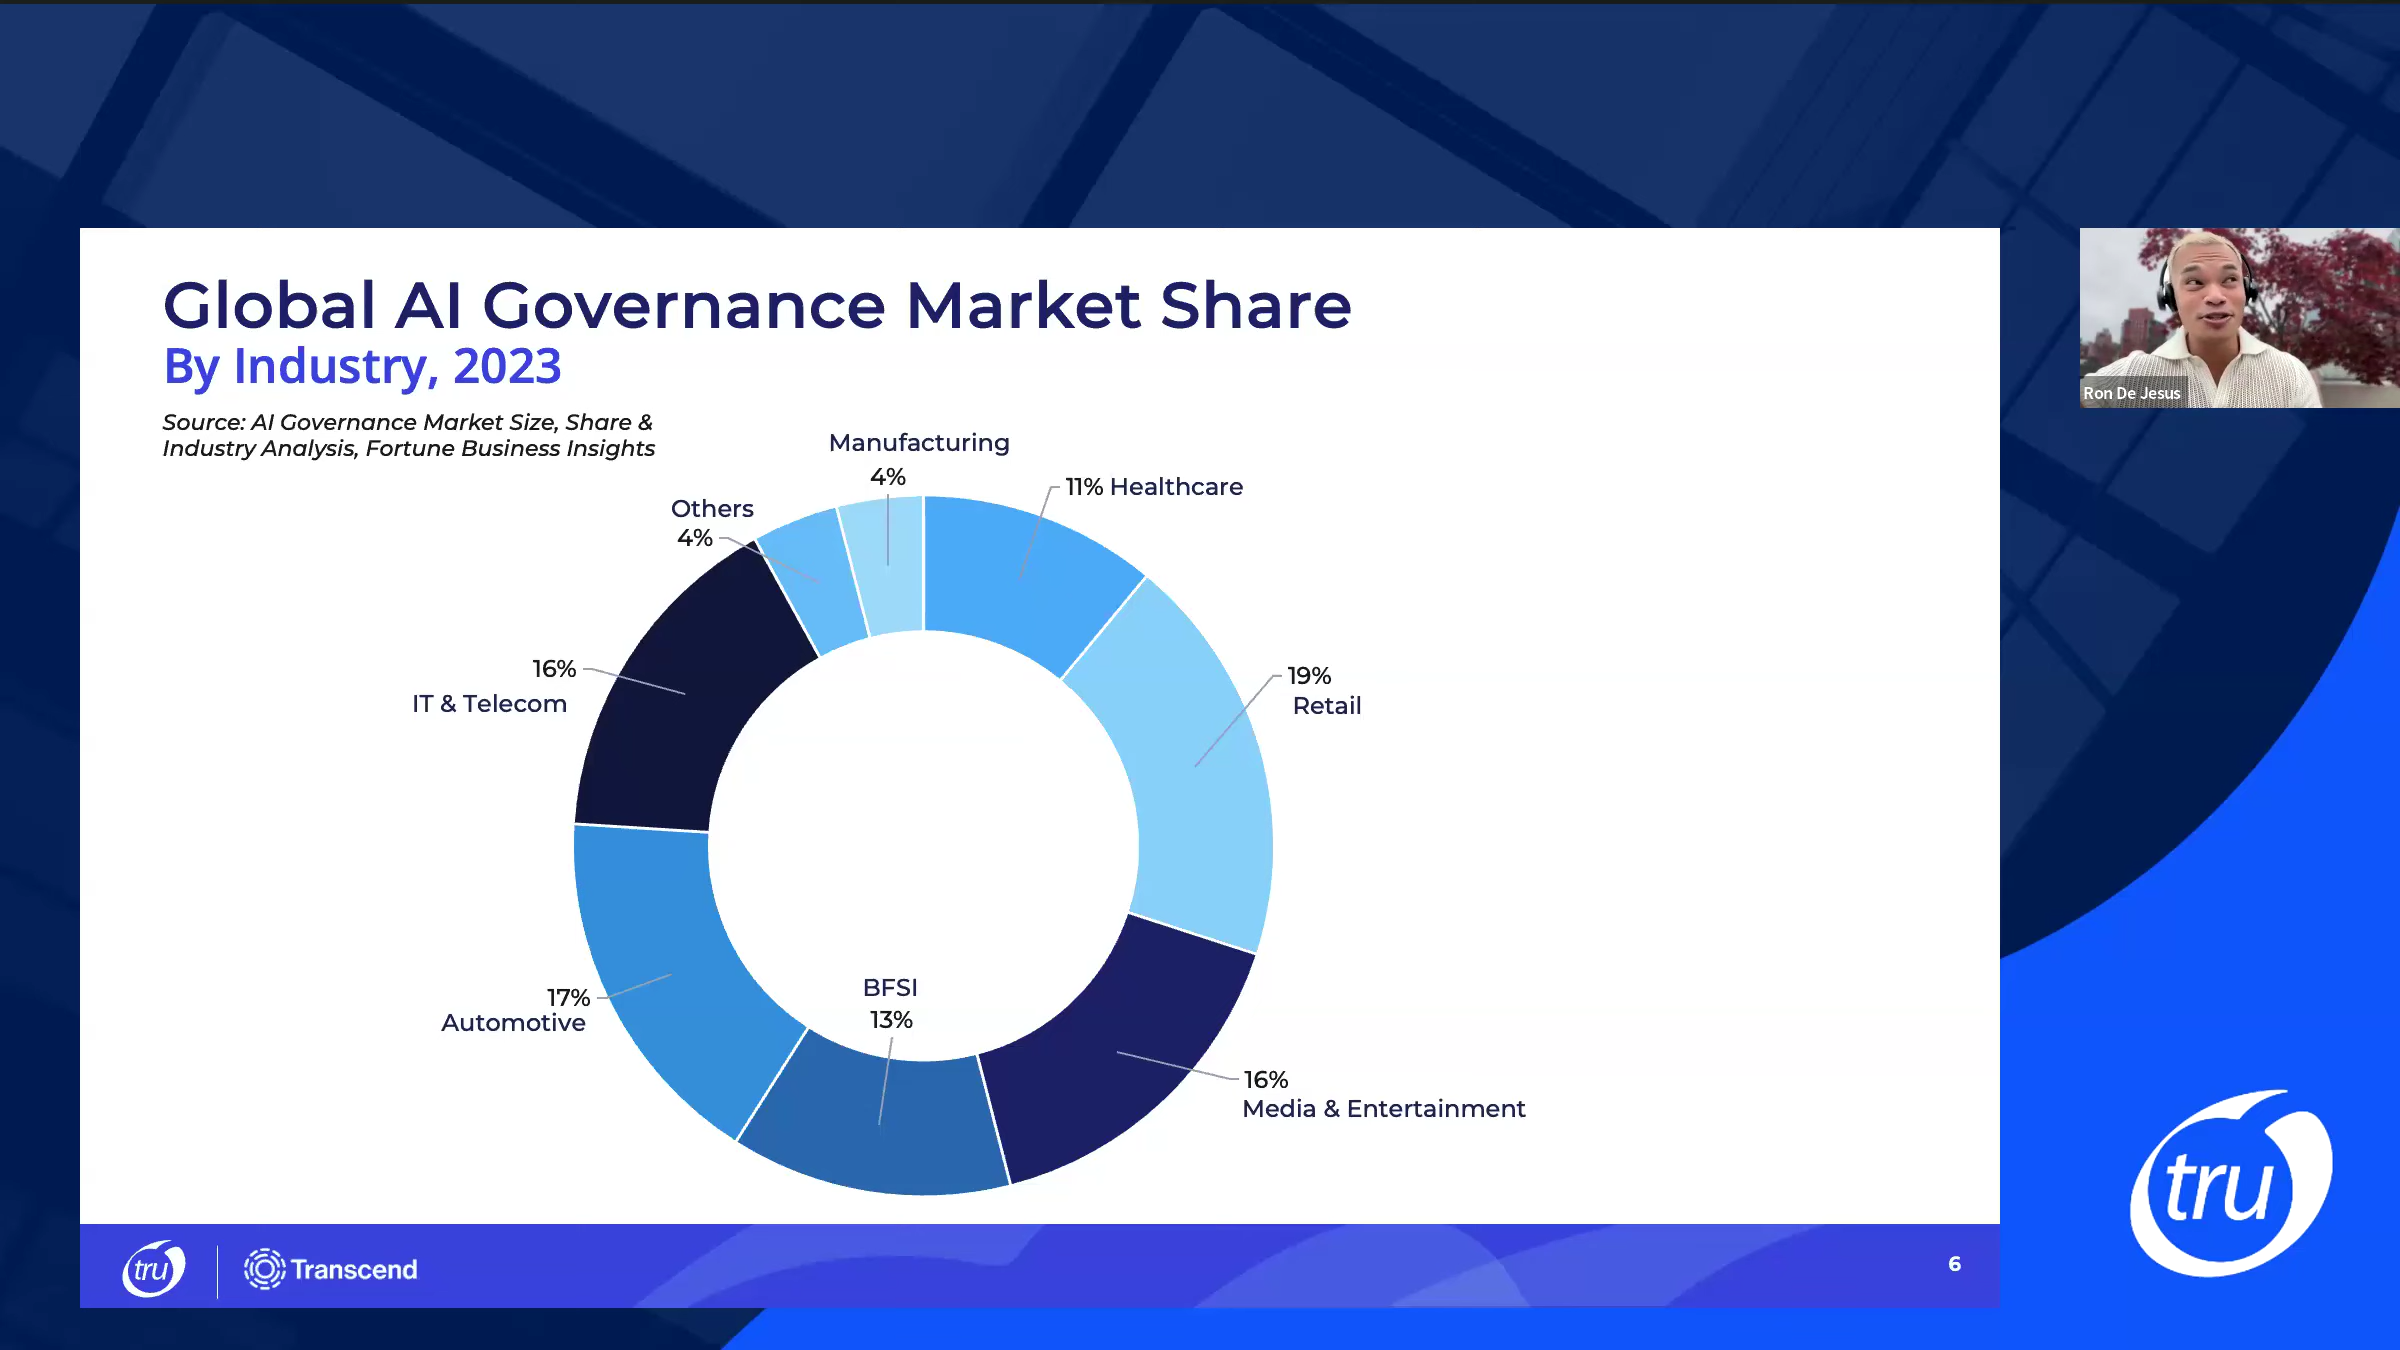 Global AI Governance Market Share
By Industry, 2023
Source: AI Governance Market Size, Share &
Industry Analysis, Fortune Business Insights
Manufacturing
4%
11% Healthcare
Others
4%
19%
Retail
16%
IT & Telecom
17%
Automotive
BFSI
13%
16%
Media & Entertainment
tru
Transcend
6
Ron De Jesus
tru